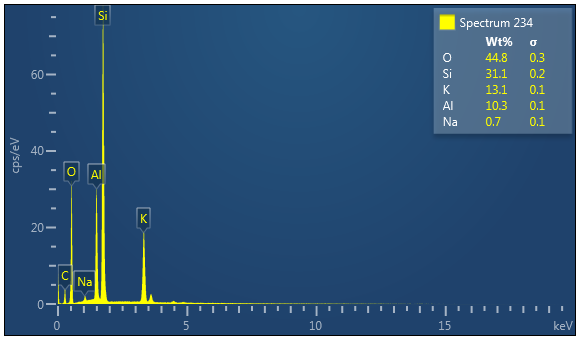 Spectrum 234
Wt% σ
O 44.8 0.3
Si 31.1 0.2
K 13.1 0.1
Al 10.3 0.1
Na 0.7 0.1
Si
60
cps/eV
40
O
Al
20
K
C
Na
0
0 5 10 15 keV